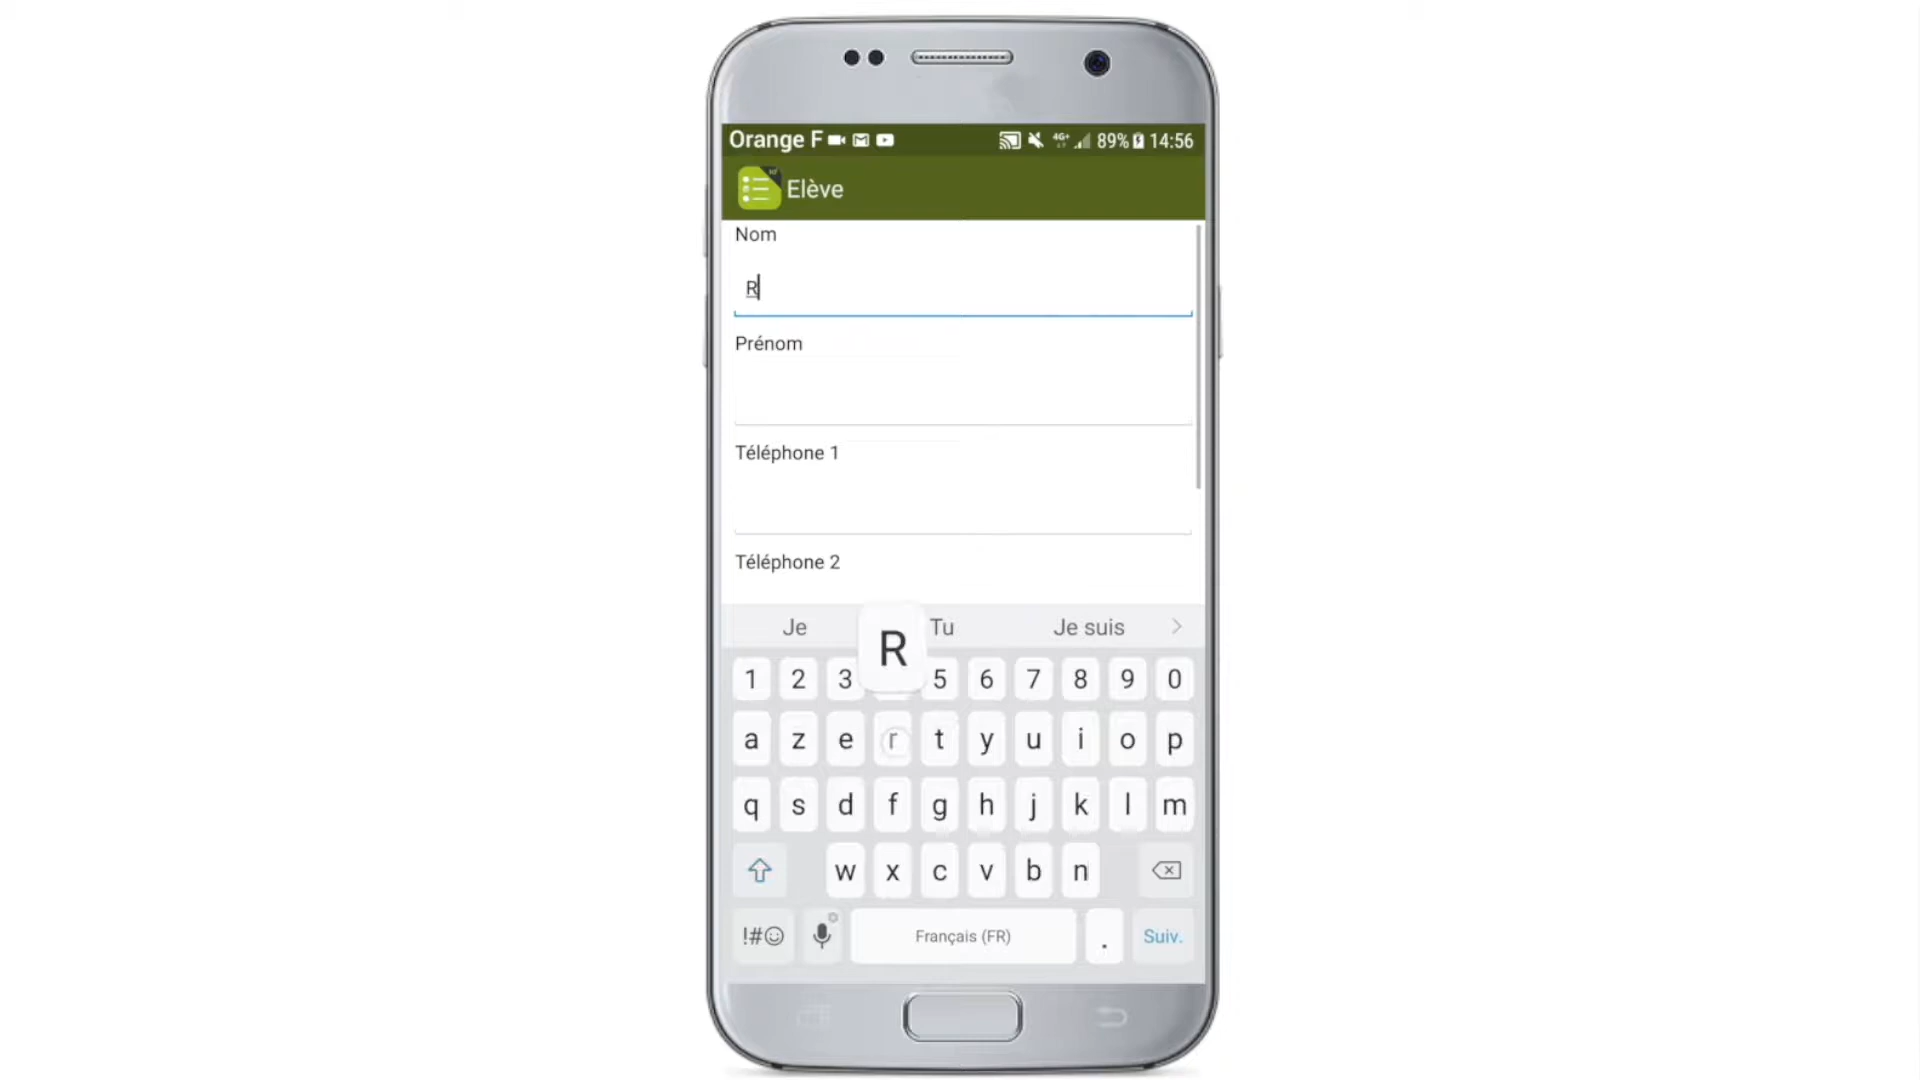 Orange F 4G+ 89% 14:56
Elève
Nom
R
Prénom
Téléphone 1
Téléphone 2
Je Tu Je suis
R
1 2 3 5 6 7 8 9 0
a z e r t y u i o p
q s d f g h j k l m
w x c v b n
!#☺ Français (FR) . Suiv.